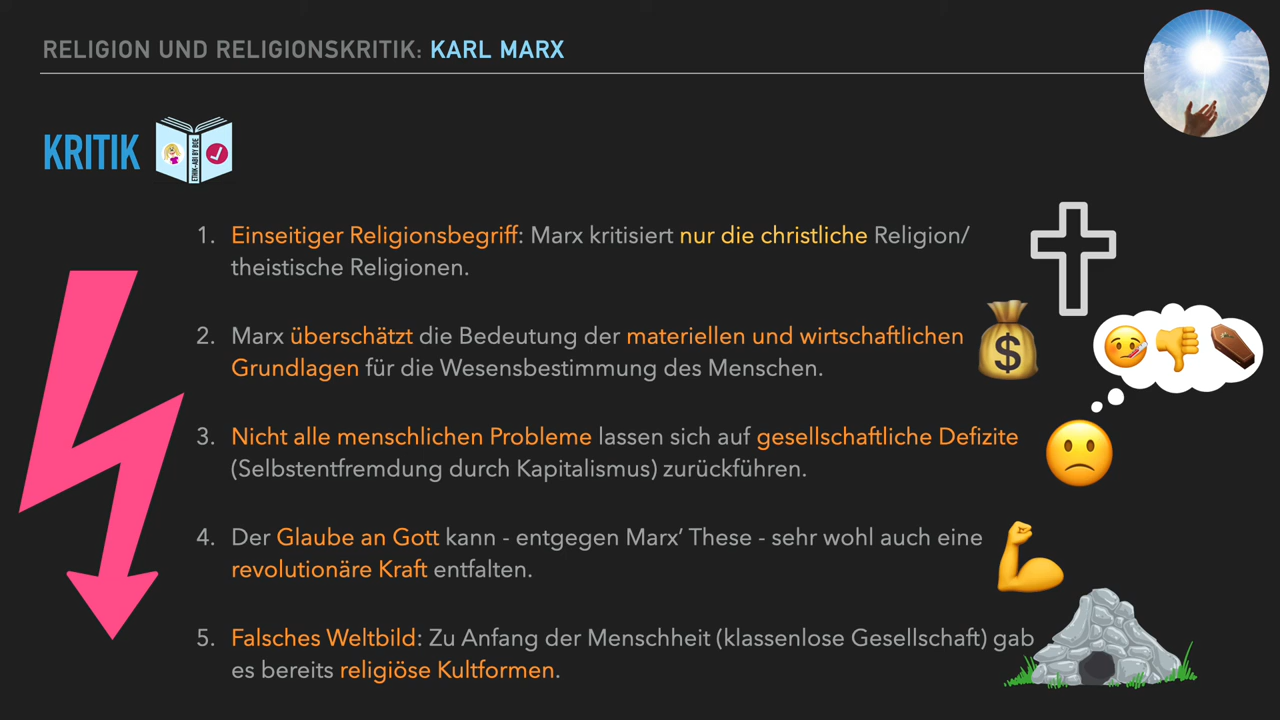 RELIGION UND RELIGIONSKRITIK: KARL MARX
KRITIK
ETHIK-ABI BY BOE
1. Einseitiger Religionsbegriff: Marx kritisiert nur die christliche Religion/
theistische Religionen.
2. Marx überschätzt die Bedeutung der materiellen und wirtschaftlichen
Grundlagen für die Wesensbestimmung des Menschen.
$
3. Nicht alle menschlichen Probleme lassen sich auf gesellschaftliche Defizite
(Selbstentfremdung durch Kapitalismus) zurückführen.
4. Der Glaube an Gott kann - entgegen Marx’ These - sehr wohl auch eine
revolutionäre Kraft entfalten.
5. Falsches Weltbild: Zu Anfang der Menschheit (klassenlose Gesellschaft) gab
es bereits religiöse Kultformen.